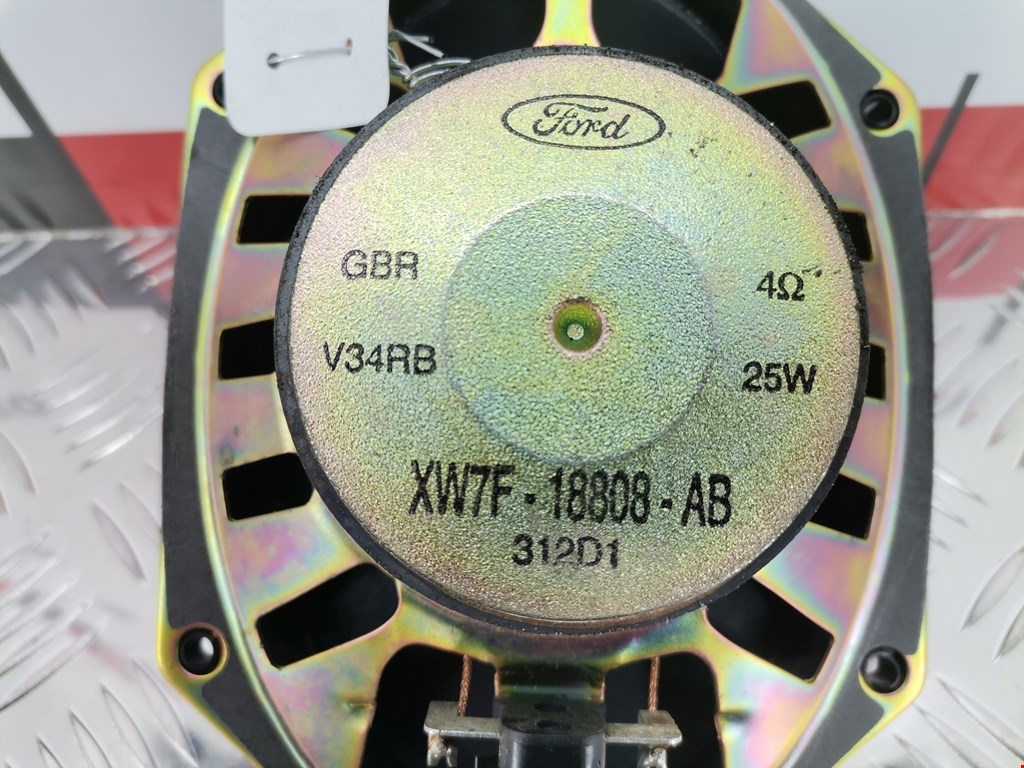 Ford
GBR
4Ω
V34RB
25W
XW7F - 18808 - AB
312D1